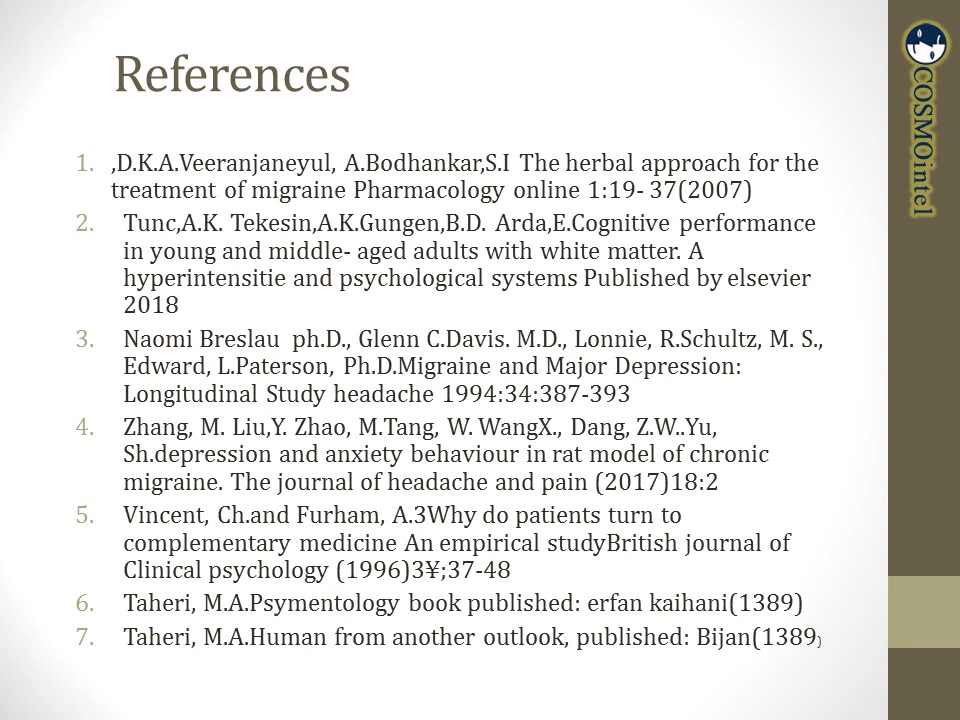 References
1. ,D.K.A.Veeranjaneyul, A.Bodhankar,S.I The herbal approach for the
treatment of migraine Pharmacology online 1:19- 37(2007)
2. Tunc,A.K. Tekesin,A.K.Gungen,B.D. Arda,E.Cognitive performance
in young and middle- aged adults with white matter. A
hyperintensitie and psychological systems Published by elsevier
2018
3. Naomi Breslau ph.D., Glenn C.Davis. M.D., Lonnie, R.Schultz, M. S.,
Edward, L.Paterson, Ph.D.Migraine and Major Depression:
Longitudinal Study headache 1994:34:387-393
4. Zhang, M. Liu,Y. Zhao, M.Tang, W. WangX., Dang, Z.W..Yu,
Sh.depression and anxiety behaviour in rat model of chronic
migraine. The journal of headache and pain (2017)18:2
5. Vincent, Ch.and Furham, A.3Why do patients turn to
complementary medicine An empirical studyBritish journal of
Clinical psychology (1996)3¥;37-48
6. Taheri, M.A.Psymentology book published: erfan kaihani(1389)
7. Taheri, M.A.Human from another outlook, published: Bijan(1389)
COSMOintel